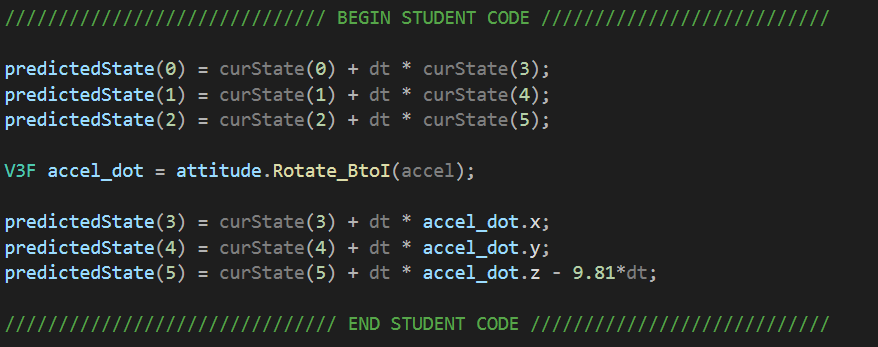 ////////////////////////////// BEGIN STUDENT CODE ///////////////////////////
predictedState(0) = curState(0) + dt * curState(3);
predictedState(1) = curState(1) + dt * curState(4);
predictedState(2) = curState(2) + dt * curState(5);
V3F accel_dot = attitude.Rotate_BtoI(accel);
predictedState(3) = curState(3) + dt * accel_dot.x;
predictedState(4) = curState(4) + dt * accel_dot.y;
predictedState(5) = curState(5) + dt * accel_dot.z - 9.81*dt;
/////////////////////////////// END STUDENT CODE ////////////////////////////